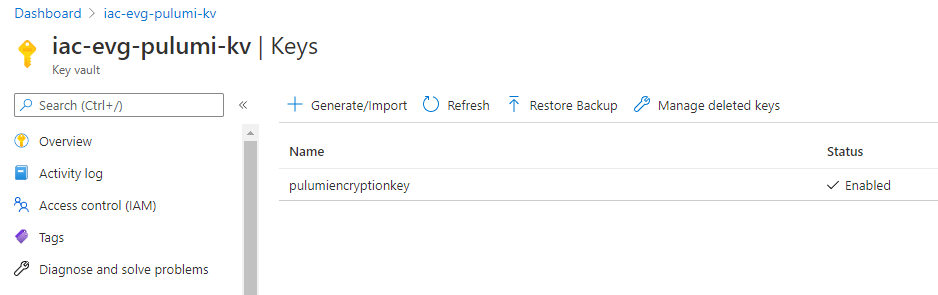 Dashboard > iac-evg-pulumi-kv
iac-evg-pulumi-kv | Keys
Key vault
Search (Ctrl+/)
«
Generate/Import
Refresh
Restore Backup
Manage deleted keys
Overview
Activity log
Access control (IAM)
Tags
Diagnose and solve problems
Name Status
pulumiencryptionkey Enabled